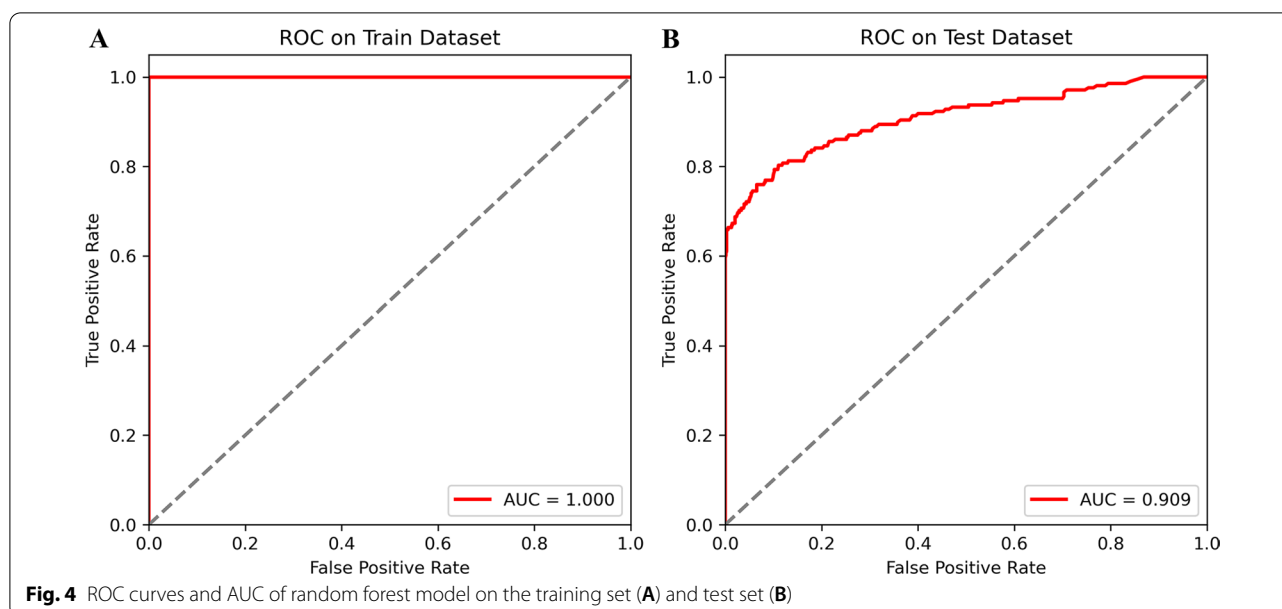 A
ROC on Train Dataset
1.0
0.8
0.6
0.4
0.2
0.0
True Positive Rate
0.0 0.2 0.4 0.6 0.8 1.0
False Positive Rate
AUC = 1.000
B
ROC on Test Dataset
1.0
0.8
0.6
0.4
0.2
0.0
True Positive Rate
0.0 0.2 0.4 0.6 0.8 1.0
False Positive Rate
AUC = 0.909
Fig. 4 ROC curves and AUC of random forest model on the training set (A) and test set (B)